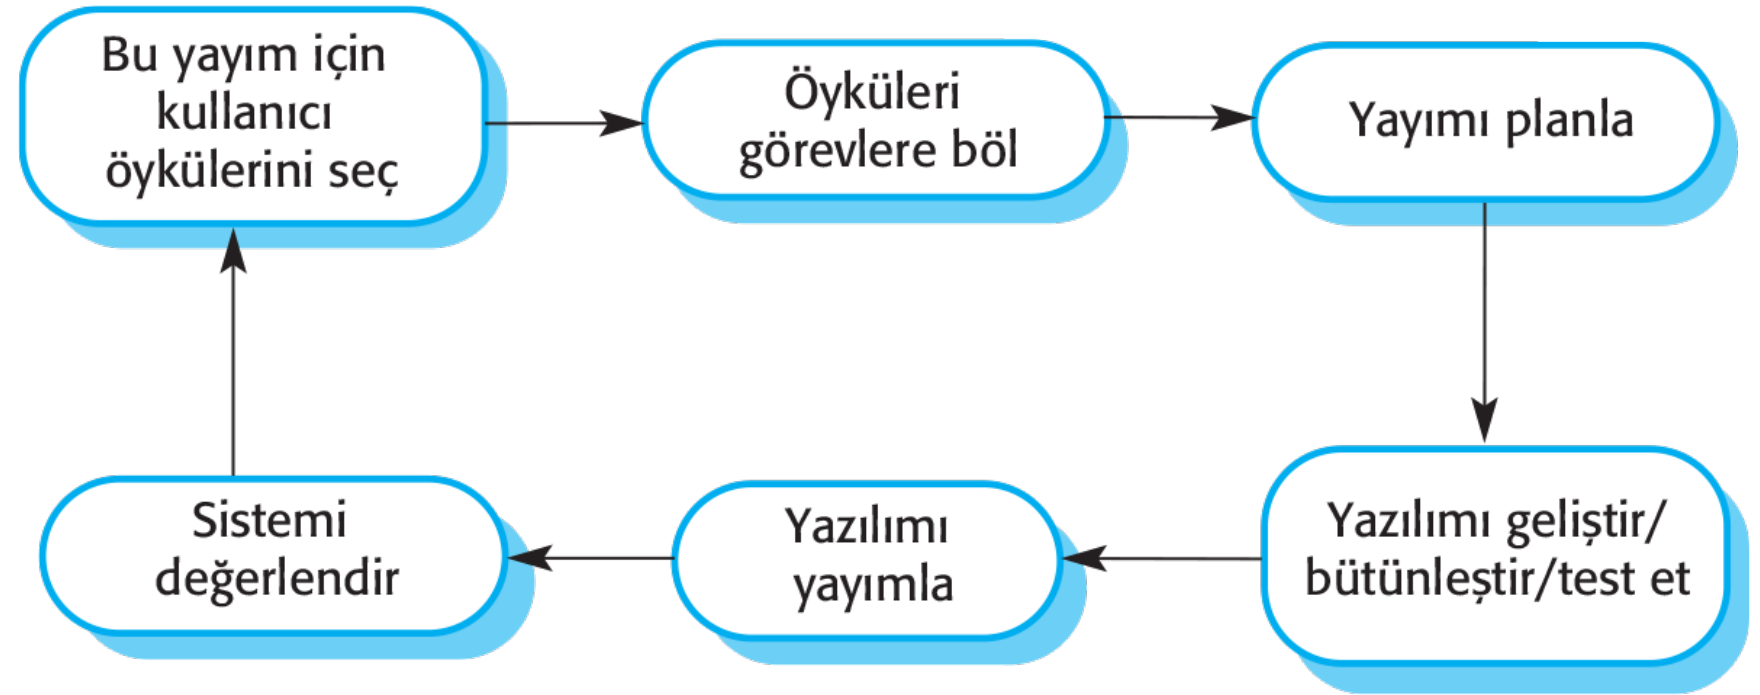 Bu yayım için
kullanıcı
öykülerini seç
Öyküleri
görevlere böl
Yayımı planla
Yazılımı geliştir/
bütünleştir/test et
Yazılımı
yayımla
Sistemi
değerlendir